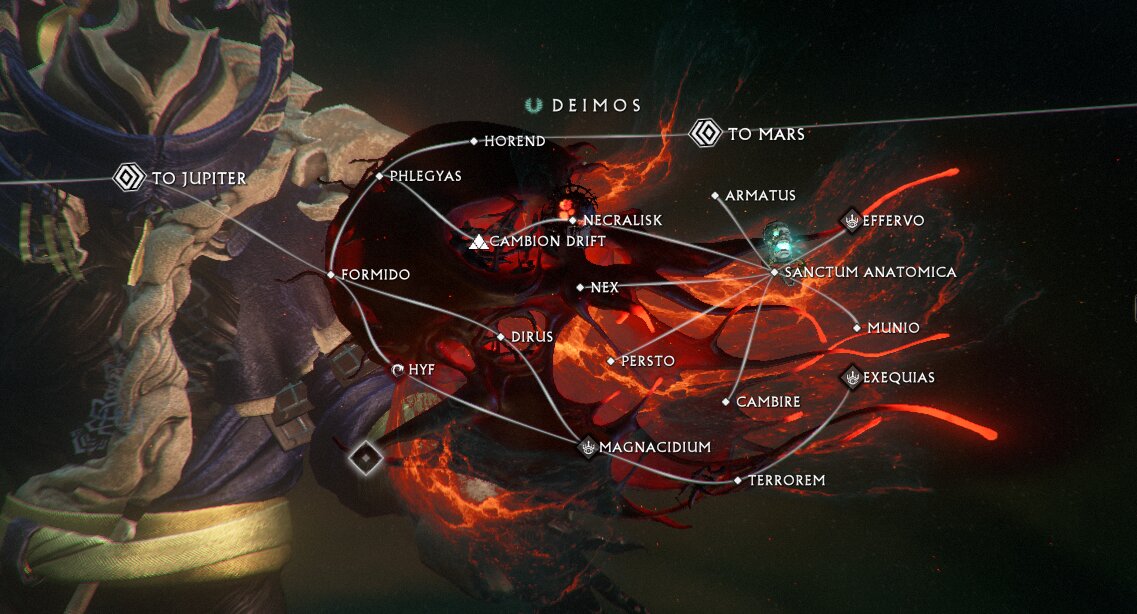 DEIMOS
TO MARS
HOREND
TO JUPITER
PHLEGYAS
ARMATUS
NECRALISK
EFFERVO
CAMBION DRIFT
FORMIDO
SANCTUM ANATOMICA
NEX
MUNIO
DIRUS
PERSTO
HYF
EXEQUIAS
CAMBIRE
MAGNACIDIUM
TERROREM